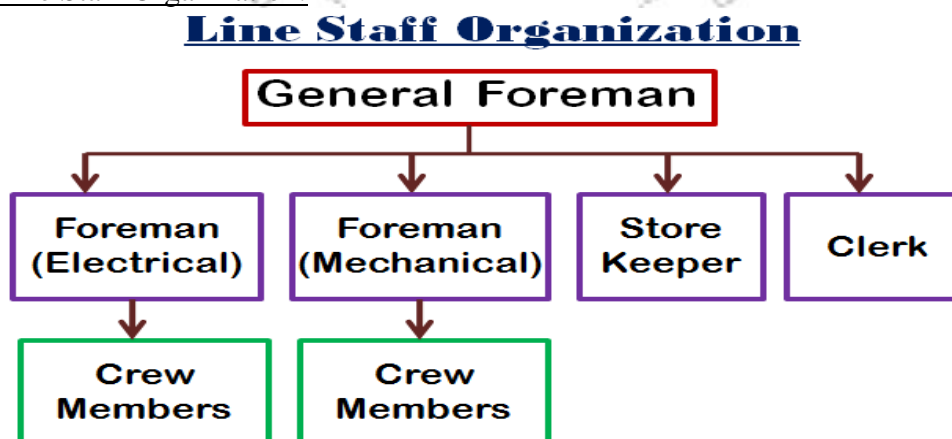 Line Staff Organization
General Foreman
Foreman
(Electrical)
Foreman
(Mechanical)
Store
Keeper
Clerk
Crew
Members
Crew
Members